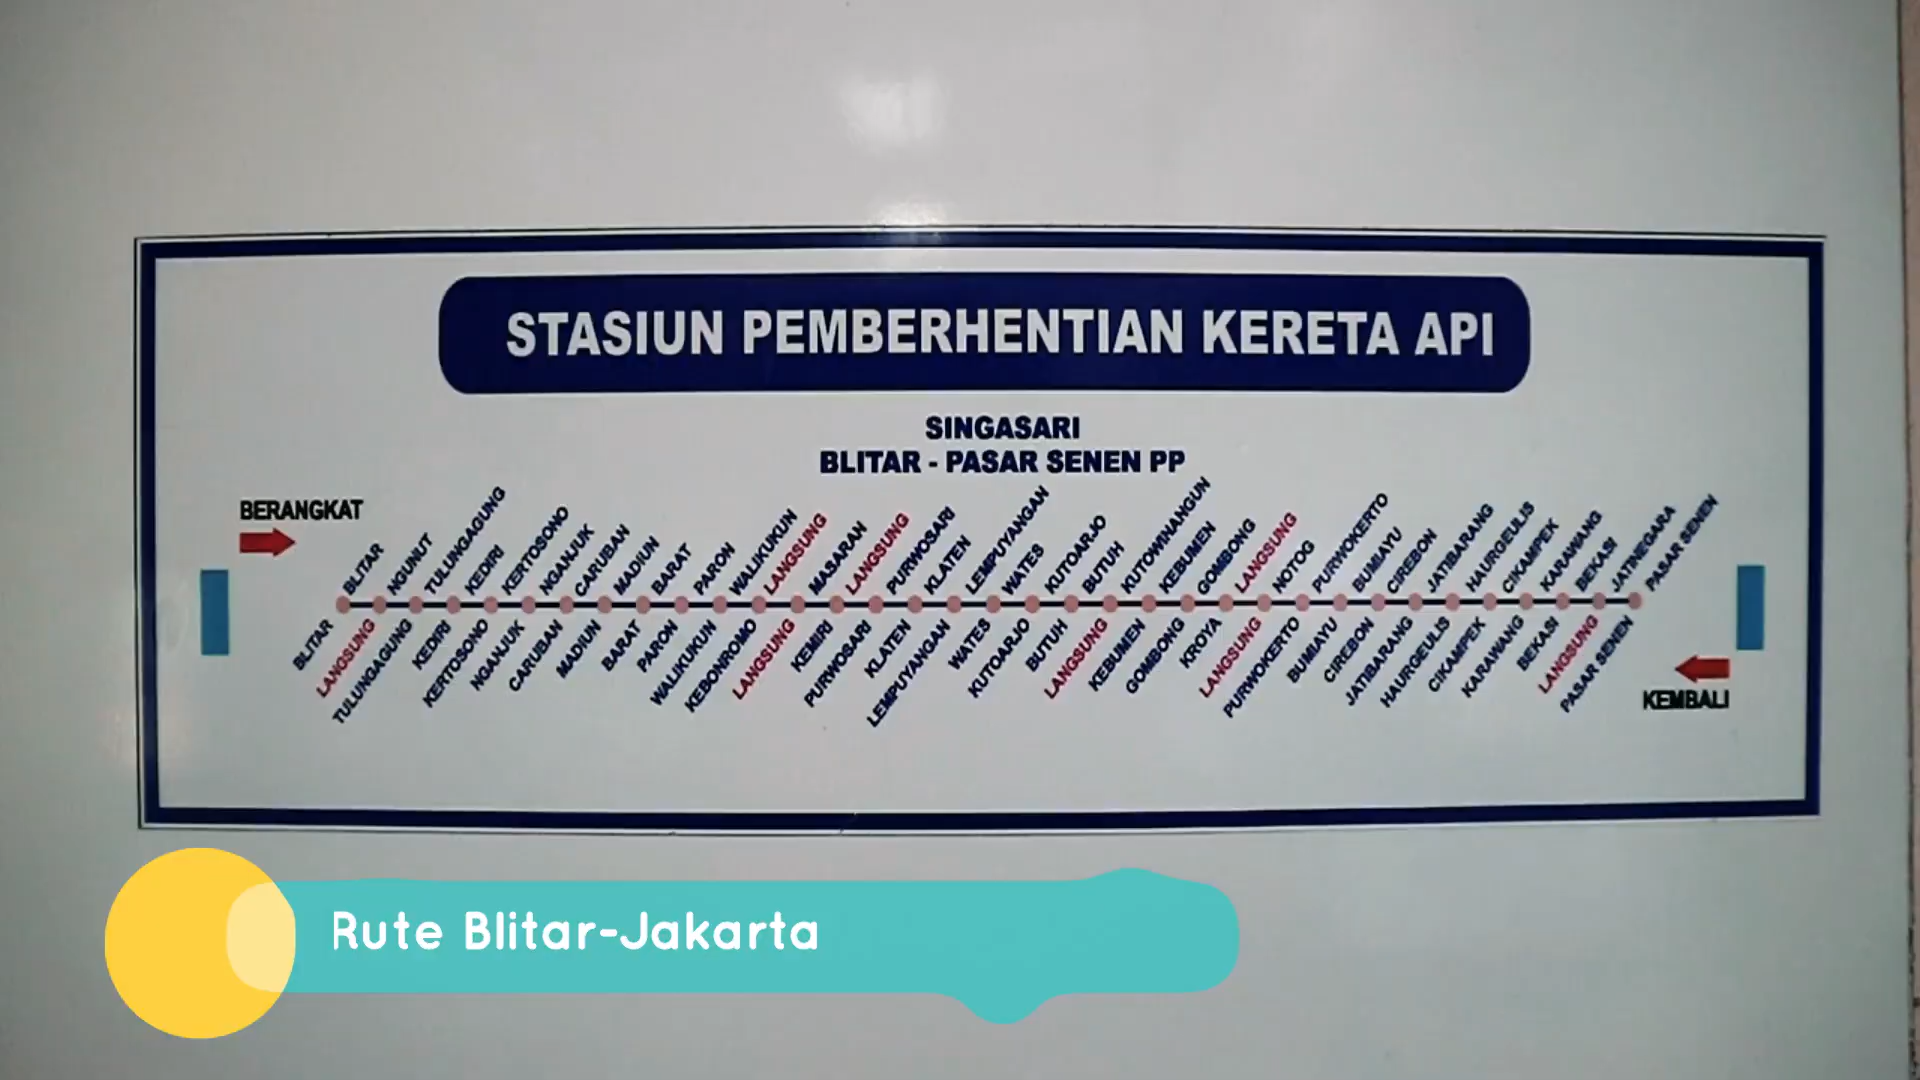 STASIUN PEMBERHENTIAN KERETA API
SINGASARI
BLITAR - PASAR SENEN PP
BERANGKAT
BLITAR
NGUNUT
TULUNGAGUNG
KEDIRI
KERTOSONO
NGANJUK
CARUBAN
MADIUN
BARAT
PARON
WALIKUKUN
LANGSUNG
MASARAN
LANGSUNG
PURWOSARI
KLATEN
LEMPUYANGAN
WATES
KUTOARJO
BUTUH
KUTOWINANGUN
KEBUMEN
GOMBONG
LANGSUNG
NOTOG
PURWOKERTO
BUMIAYU
CIREBON
JATIBARANG
HAURGEULIS
CIKAMPEK
KARAWANG
BEKASI
JATINEGARA
PASAR SENEN
BLITAR
LANGSUNG
TULUNGAGUNG
KEDIRI
KERTOSONO
NGANJUK
CARUBAN
MADIUN
BARAT
PARON
WALIKUKUN
KEBONROMO
LANGSUNG
KEMIRI
PURWOSARI
KLATEN
LEMPUYANGAN
WATES
KUTOARJO
BUTUH
LANGSUNG
KEBUMEN
GOMBONG
KROYA
LANGSUNG
PURWOKERTO
BUMIAYU
CIREBON
JATIBARANG
HAURGEULIS
CIKAMPEK
KARAWANG
BEKASI
LANGSUNG
PASAR SENEN
KEMBALI
Rute Blitar-Jakarta